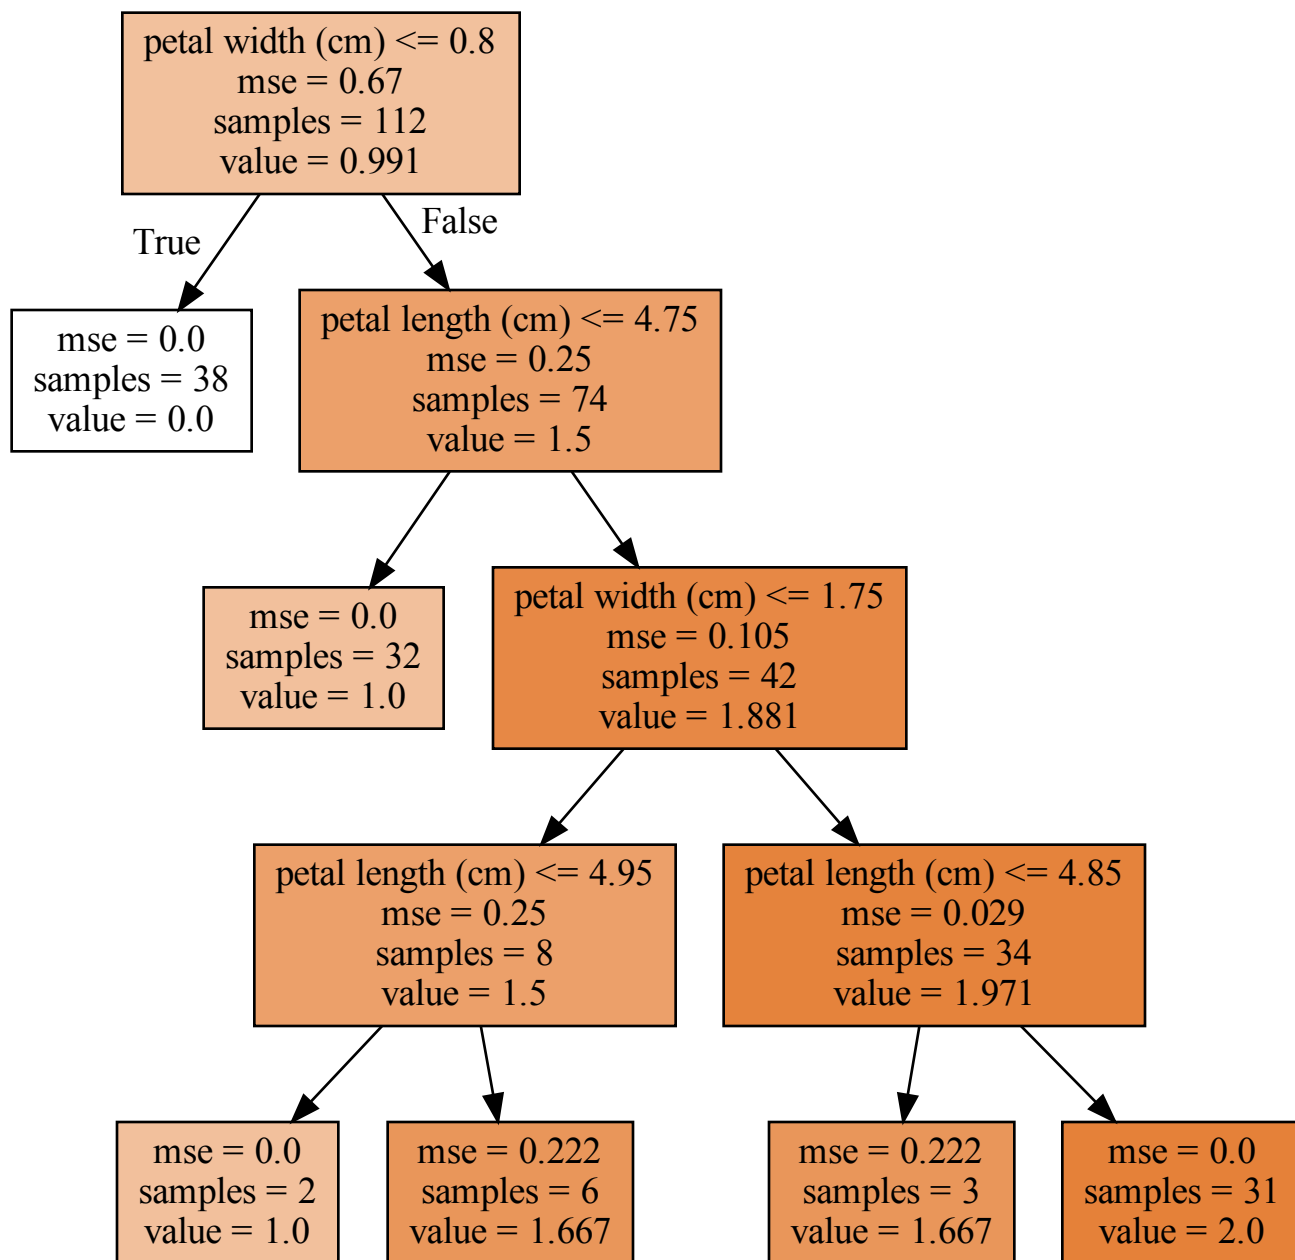 petal width (cm) <= 0.8
mse = 0.67
samples = 112
value = 0.991
True
False
mse = 0.0
samples = 38
value = 0.0
petal length (cm) <= 4.75
mse = 0.25
samples = 74
value = 1.5
mse = 0.0
samples = 32
value = 1.0
petal width (cm) <= 1.75
mse = 0.105
samples = 42
value = 1.881
petal length (cm) <= 4.95
mse = 0.25
samples = 8
value = 1.5
petal length (cm) <= 4.85
mse = 0.029
samples = 34
value = 1.971
mse = 0.0
samples = 2
value = 1.0
mse = 0.222
samples = 6
value = 1.667
mse = 0.222
samples = 3
value = 1.667
mse = 0.0
samples = 31
value = 2.0